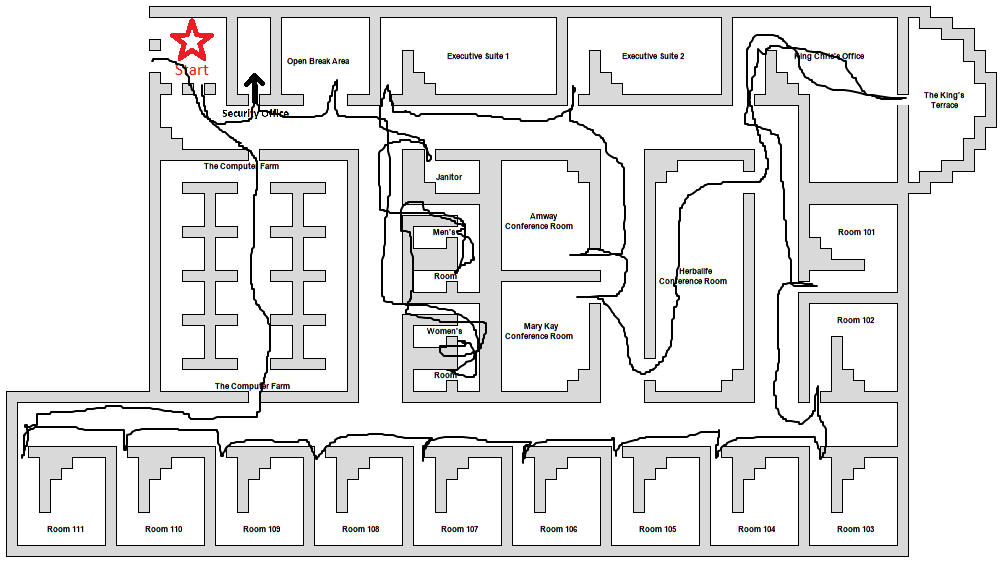 Start
Open Break Area
Executive Suite 1
Executive Suite 2
King Chris's Office
The King's
Terrace
Security Office
The Computer Farm
Janitor
Amway
Conference Room
Men's
Room
Room 101
Herbalife
Conference Room
Women's
Room
Mary Kay
Conference Room
Room 102
The Computer Farm
Room 111
Room 110
Room 109
Room 108
Room 107
Room 106
Room 105
Room 104
Room 103